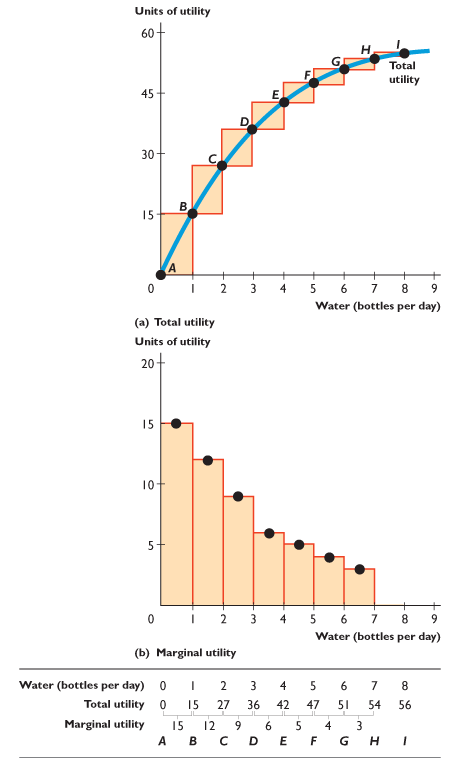 Units of utility
60
45
30
15
0
A
B
C
D
E
F
G
H
I
Total
utility
1 2 3 4 5 6 7 8 9
Water (bottles per day)
(a) Total utility
Units of utility
20
15
10
5
0 1 2 3 4 5 6 7 8 9
Water (bottles per day)
(b) Marginal utility
Water (bottles per day) 0 1 2 3 4 5 6 7 8
Total utility 0 15 27 36 42 47 51 54 56
Marginal utility 15 12 9 6 5 4 3
A B C D E F G H I